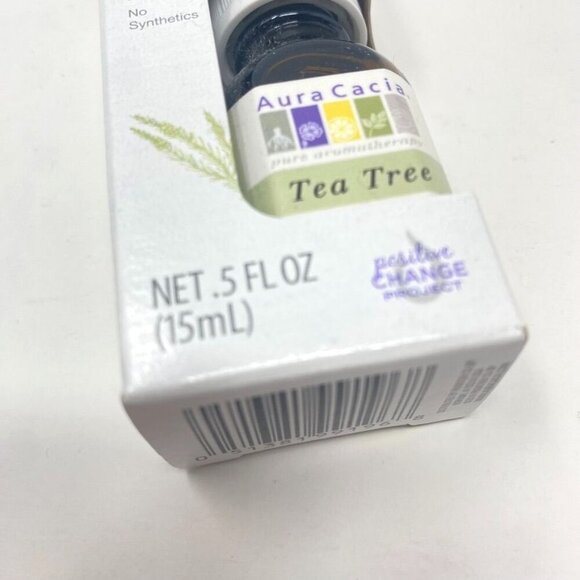 No
Synthetics
Aura Cacia
pure aromatherapy
Tea Tree
NET .5 FL OZ
(15mL)
positive
CHANGE
PROJECT